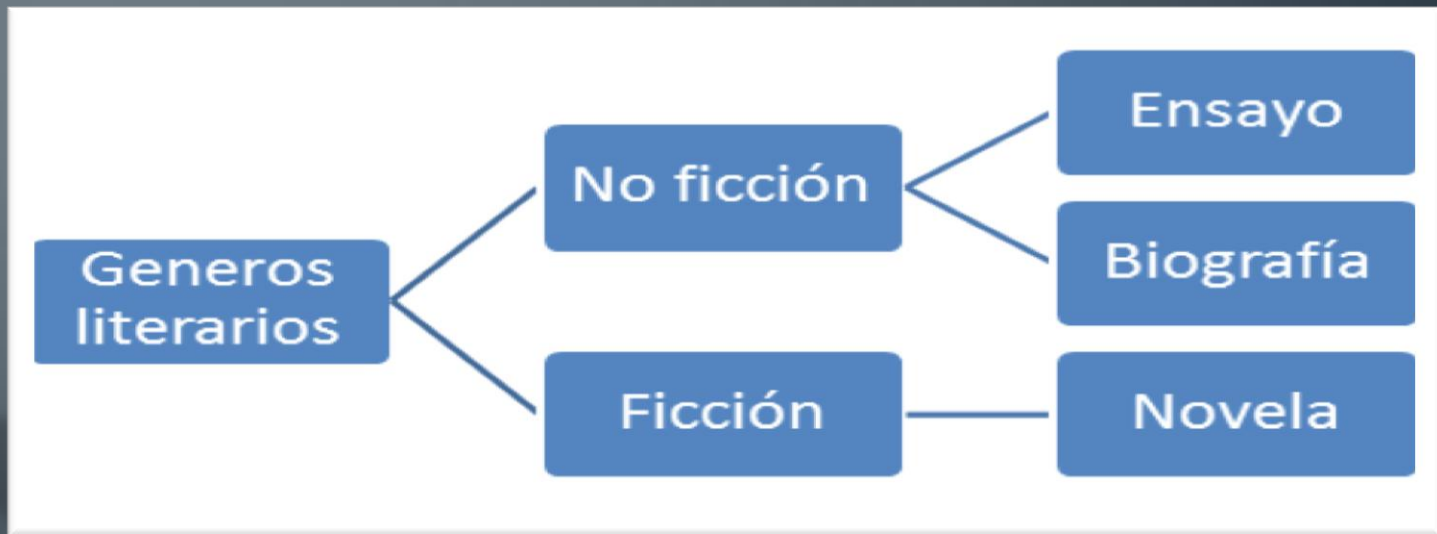 Generos
literarios
No ficción
Ficción
Ensayo
Biografía
Novela